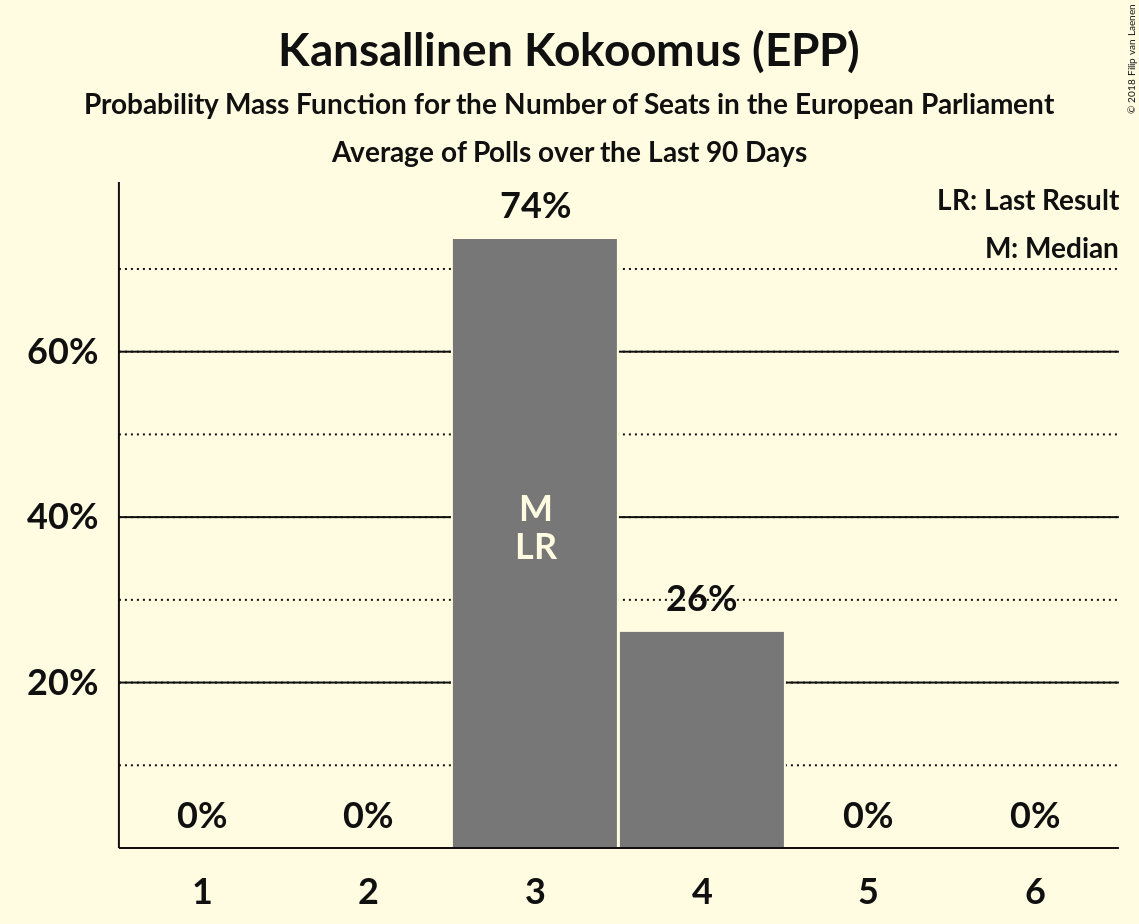 Kansallinen Kokoomus (EPP)
Probability Mass Function for the Number of Seats in the European Parliament
Average of Polls over the Last 90 Days
© 2018 Filip van Laenen
LR: Last Result
M: Median
74%
60%
40%
20%
M
LR
26%
0% 0% 0% 0%
1 2 3 4 5 6